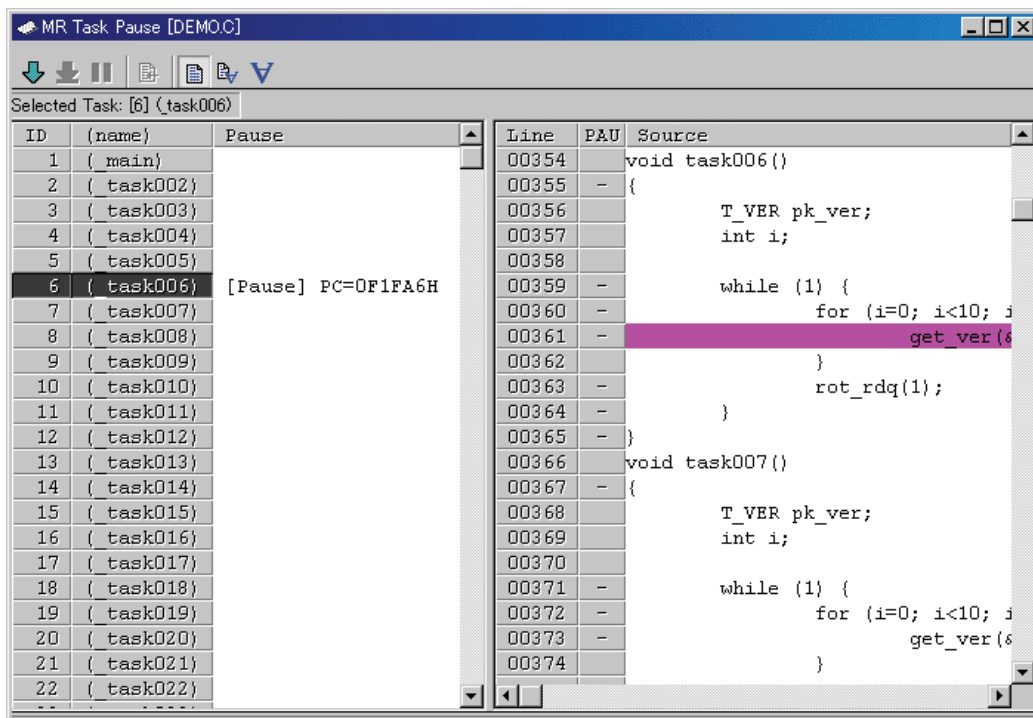 MR Task Pause [DEMO.C]
Selected Task: [6] (_task006)
ID (name) Pause
1 (_main)
2 (_task002)
3 (_task003)
4 (_task004)
5 (_task005)
6 (_task006) [Pause] PC=0F1FA6H
7 (_task007)
8 (_task008)
9 (_task009)
10 (_task010)
11 (_task011)
12 (_task012)
13 (_task013)
14 (_task014)
15 (_task015)
16 (_task016)
17 (_task017)
18 (_task018)
19 (_task019)
20 (_task020)
21 (_task021)
22 (_task022)
Line PAU Source
00354 void task006()
00355 - {
00356 T_VER pk_ver;
00357 int i;
00358
00359 - while (1) {
00360 - for (i=0; i<10; i
00361 - get_ver(&
00362 }
00363 - rot_rdq(1);
00364 - }
00365 - }
00366 void task007()
00367 - {
00368 T_VER pk_ver;
00369 int i;
00370
00371 - while (1) {
00372 - for (i=0; i<10; i
00373 - get_ver(&
00374 }